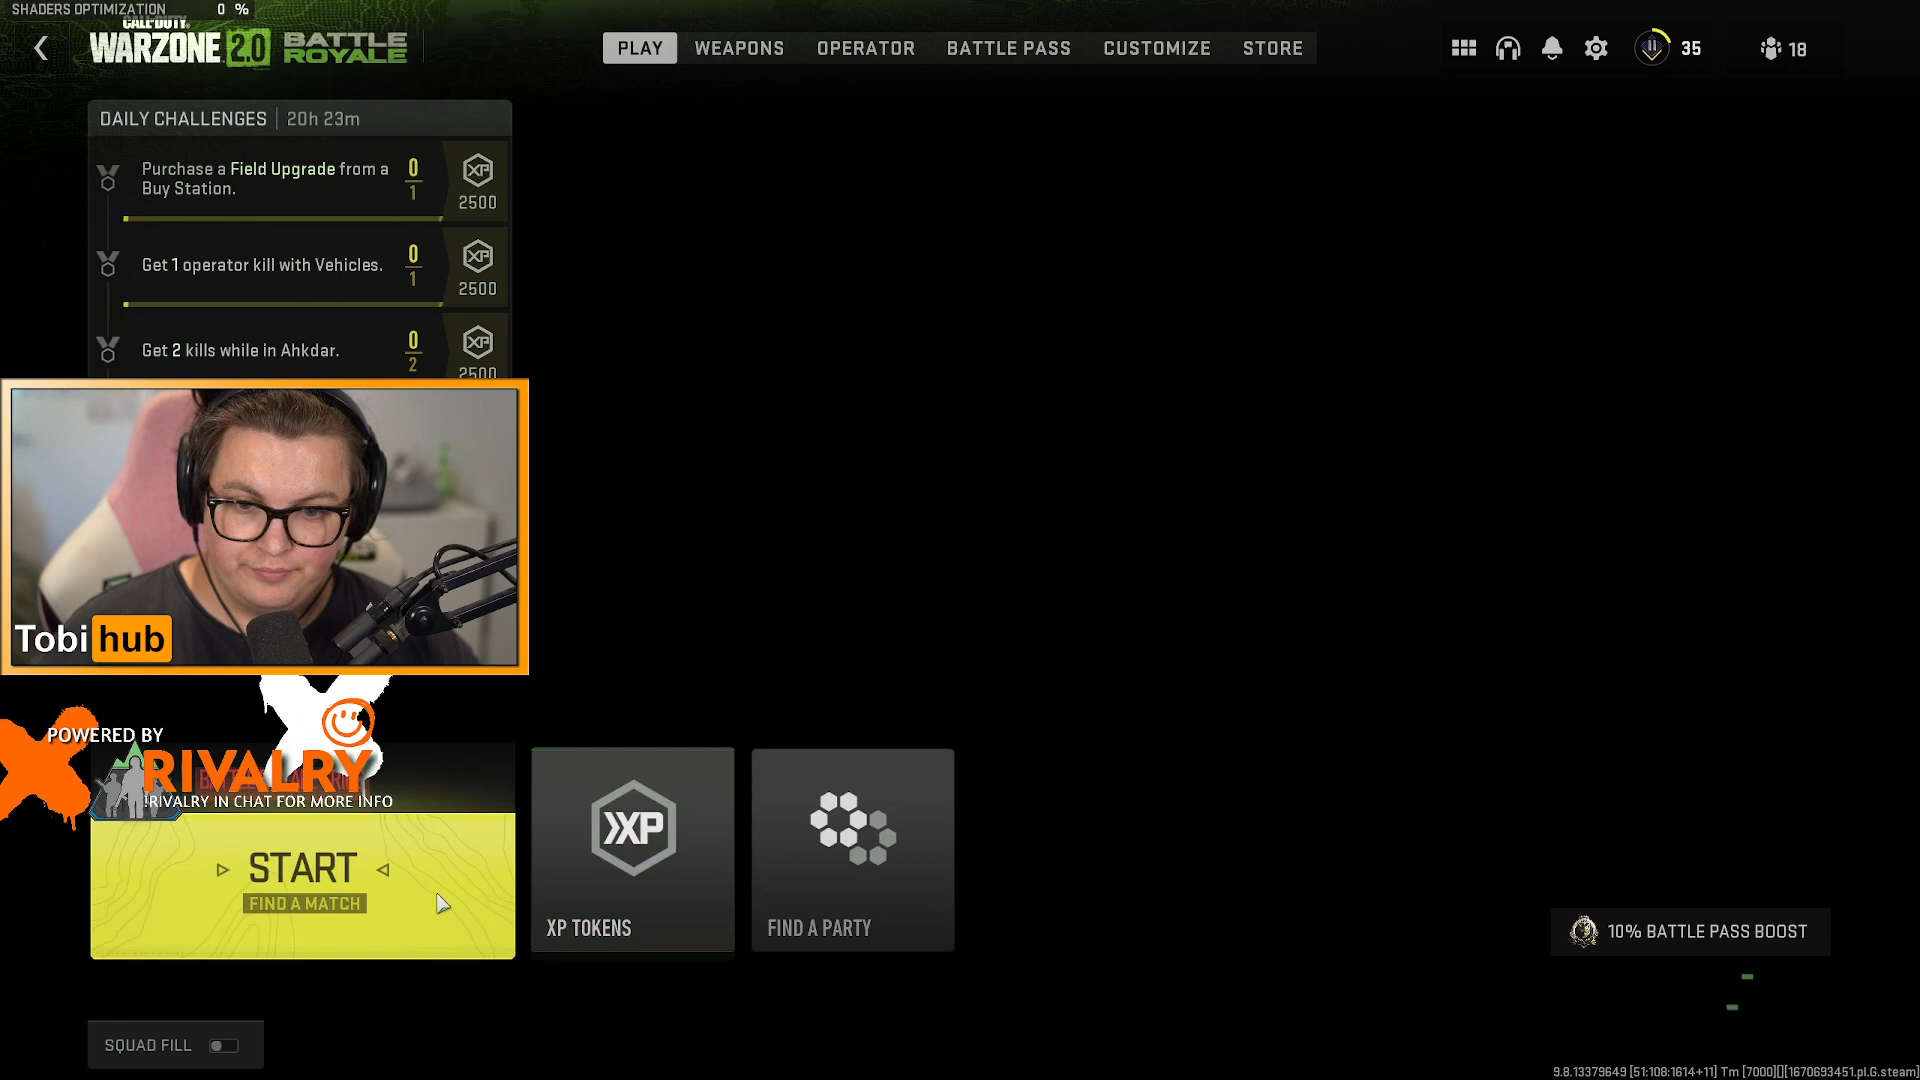 SHADERS OPTIMIZATION 0 %
CALL OF DUTY.
WARZONE 2.0 BATTLE ROYALE
PLAY WEAPONS OPERATOR BATTLE PASS CUSTOMIZE STORE
35
18
DAILY CHALLENGES 20h 23m
Purchase a Field Upgrade from a
Buy Station.
0
1
XP
2500
Get 1 operator kill with Vehicles.
0
1
XP
2500
Get 2 kills while in Ahkdar.
0
2
XP
2500
Tobi hub
POWERED BY
RIVALRY
!RIVALRY IN CHAT FOR MORE INFO
START
FIND A MATCH
XP
XP TOKENS
FIND A PARTY
10% BATTLE PASS BOOST
SQUAD FILL
9.8.13379649 [51:108:1614+11] Tm [7000][][1670693451.pl.G.steam]